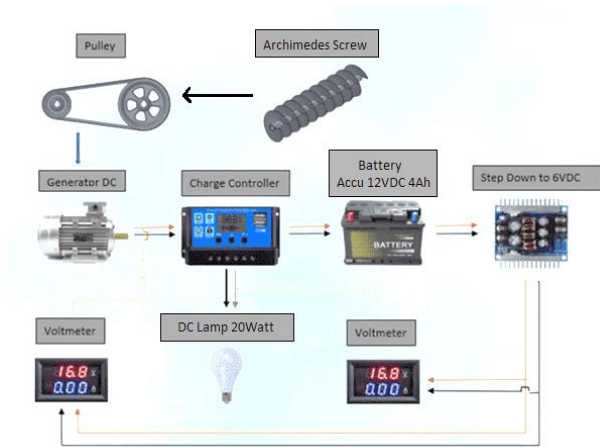 Pulley
Archimedes Screw
Generator DC
Charge Controller
Battery
Accu 12VDC 4Ah
Step Down to 6VDC
BATTERY
Voltmeter
DC Lamp 20Watt
Voltmeter
16.8
0.00
16.8
0.00